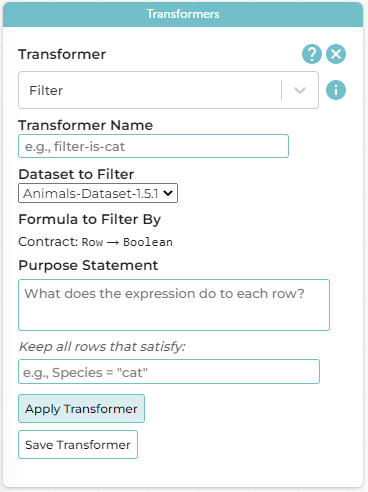 Transformers
Transformer
?
Filter
i
Transformer Name
e.g., filter-is-cat
Dataset to Filter
Animals-Dataset-1.5.1
Formula to Filter By
Contract: Row → Boolean
Purpose Statement
What does the expression do to each row?
Keep all rows that satisfy:
e.g., Species = "cat"
Apply Transformer
Save Transformer